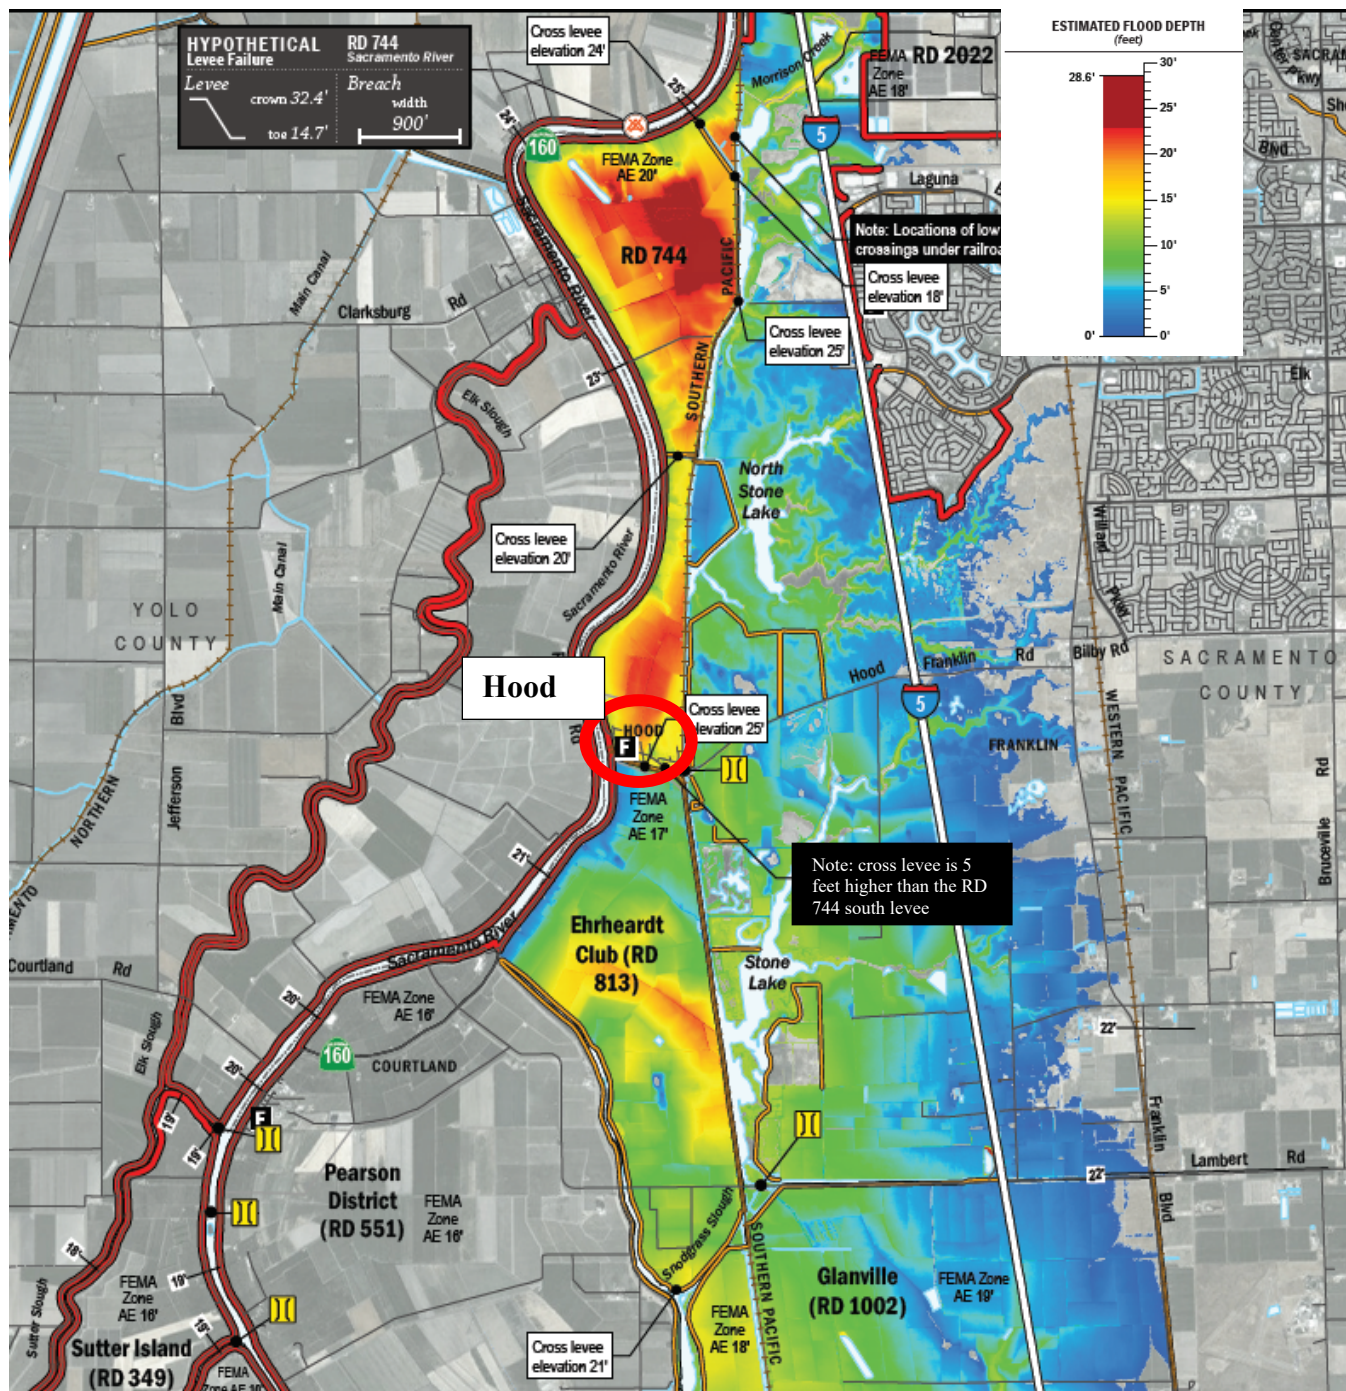 HYPOTHETICAL
Levee Failure
RD 744
Sacramento River
Levee
crown 32.4'
toe 14.7'
Breach
width
900'
Cross levee
elevation 24'
ESTIMATED FLOOD DEPTH
(feet)
28.6'
0'
30'
25'
20'
15'
10'
5'
0'
Morrison Creek
FEMA
Zone
AE 18'
RD 2022
SACRAM
Pkwy
Blvd
Laguna
5
160
24'
25'
FEMA Zone
AE 20'
RD 744
Sacramento River
Note: Locations of low
crossings under railroa
Cross levee
elevation 18'
Cross levee
elevation 25'
SOUTHERN
PACIFIC
Main Canal
Clarksburg
Rd
23'
Elk Slough
Elk
North
Stone
Lake
Cross levee
elevation 20'
Sacramento River
Main Canal
YOLO
COUNTY
Willard
Pkwy
Bilby Rd
Hood
Franklin
Rd
SACRAMENTO
COUNTY
Hood
Rd
Blvd
Jefferson
NORTHERN
Cross levee
elevation 25'
HOOD
F
5
FRANKLIN
WESTERN PACIFIC
Rd
Bruceville
FEMA
Zone
AE 17'
21'
Note: cross levee is 5
feet higher than the RD
744 south levee
Ehrheardt
Club (RD
813)
Sacramento River
Courtland
Rd
Stone
Lake
FEMA Zone
AE 16'
20'
160
COURTLAND
22'
Elk Slough
20'
19'
19'
F
Franklin
Blvd
Lambert
Rd
22'
Pearson
District
(RD 551)
FEMA
Zone
AE 16'
Snodgrass Slough
SOUTHERN PACIFIC
18'
19'
Sutter Slough
FEMA
Zone
AE 16'
19'
Glanville
(RD 1002)
FEMA Zone
AE 19'
FEMA
Zone
AE 18'
Cross levee
elevation 21'
Sutter Island
(RD 349)
FEMA